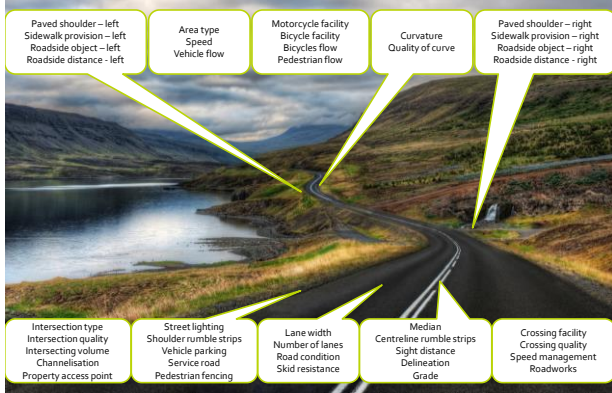 Paved shoulder – left
Sidewalk provision – left
Roadside object – left
Roadside distance - left
Area type
Speed
Vehicle flow
Motorcycle facility
Bicycle facility
Bicycles flow
Pedestrian flow
Curvature
Quality of curve
Paved shoulder – right
Sidewalk provision – right
Roadside object – right
Roadside distance - right
Intersection type
Intersection quality
Intersecting volume
Channelisation
Property access point
Street lighting
Shoulder rumble strips
Vehicle parking
Service road
Pedestrian fencing
Lane width
Number of lanes
Road condition
Skid resistance
Median
Centreline rumble strips
Sight distance
Delineation
Grade
Crossing facility
Crossing quality
Speed management
Roadworks